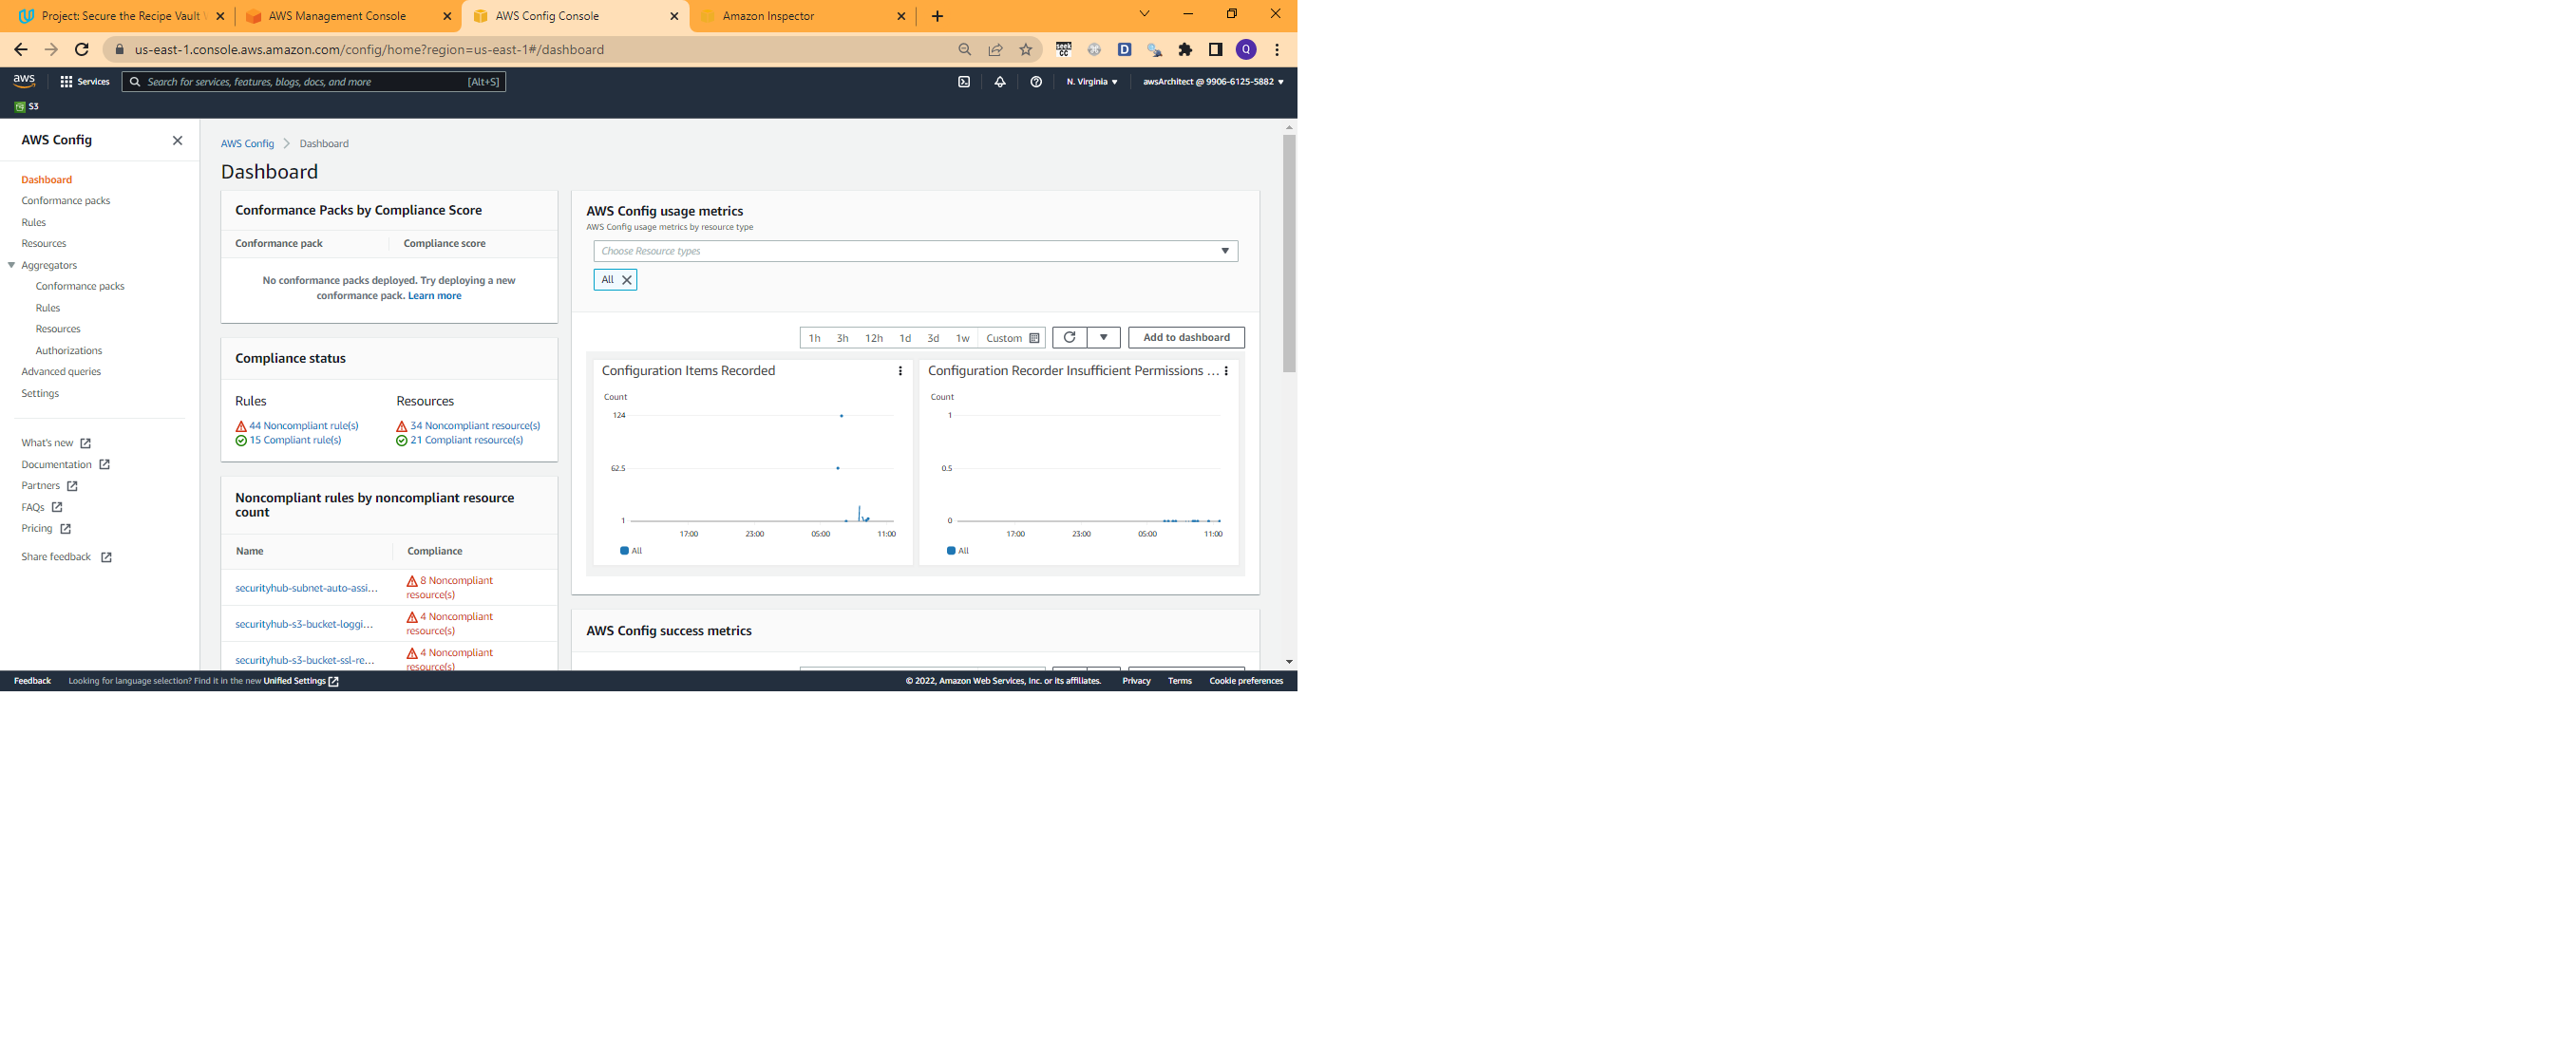 Project: Secure the Recipe Vault
AWS Management Console
AWS Config Console
Amazon Inspector
us-east-1.console.aws.amazon.com/config/home?region=us-east-1#/dashboard
aws
Services
Search for services, features, blogs, docs, and more
[Alt+S]
N. Virginia
awsArchitect @ 9906-6125-5882
S3
AWS Config
Dashboard
Conformance packs
Rules
Resources
Aggregators
Conformance packs
Rules
Resources
Authorizations
Advanced queries
Settings
What's new
Documentation
Partners
FAQs
Pricing
Share feedback
AWS Config
Dashboard
Dashboard
Conformance Packs by Compliance Score
Conformance pack
Compliance score
No conformance packs deployed. Try deploying a new
conformance pack. Learn more
Compliance status
Rules
Resources
44 Noncompliant rule(s)
34 Noncompliant resource(s)
15 Compliant rule(s)
21 Compliant resource(s)
Noncompliant rules by noncompliant resource
count
Name
Compliance
securityhub-subnet-auto-assi...
8 Noncompliant
resource(s)
securityhub-s3-bucket-loggi...
4 Noncompliant
resource(s)
securityhub-s3-bucket-ssl-re...
4 Noncompliant
resource(s)
AWS Config usage metrics
AWS Config usage metrics by resource type
Choose Resource types
All
1h
3h
12h
1d
3d
1w
Custom
Add to dashboard
Configuration Items Recorded
Count
124
62.5
1
17:00
23:00
05:00
11:00
All
Configuration Recorder Insufficient Permissions ...
Count
1
0.5
0
17:00
23:00
05:00
11:00
All
AWS Config success metrics
Feedback
Looking for language selection? Find it in the new Unified Settings
© 2022, Amazon Web Services, Inc. or its affiliates.
Privacy
Terms
Cookie preferences